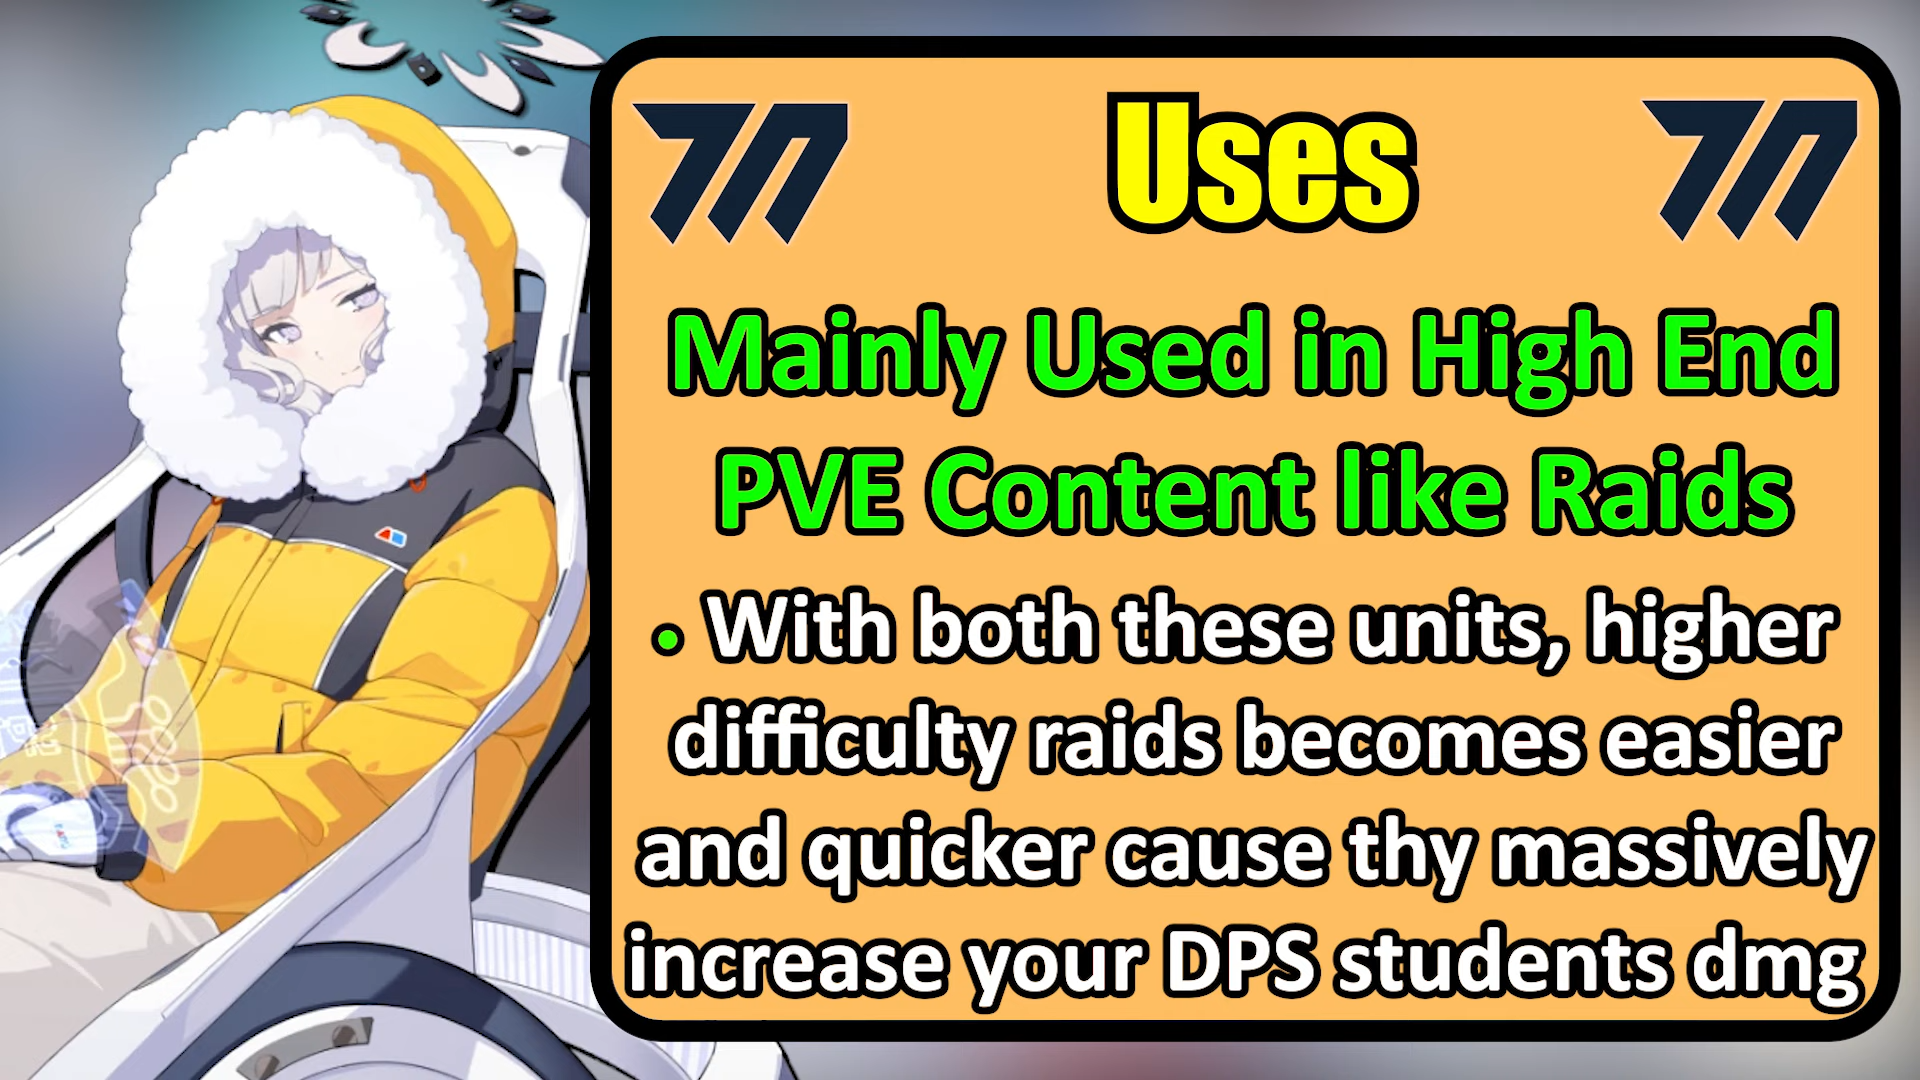 Uses
Mainly Used in High End
PVE Content like Raids
• With both these units, higher
difficulty raids becomes easier
and quicker cause thy massively
increase your DPS students dmg